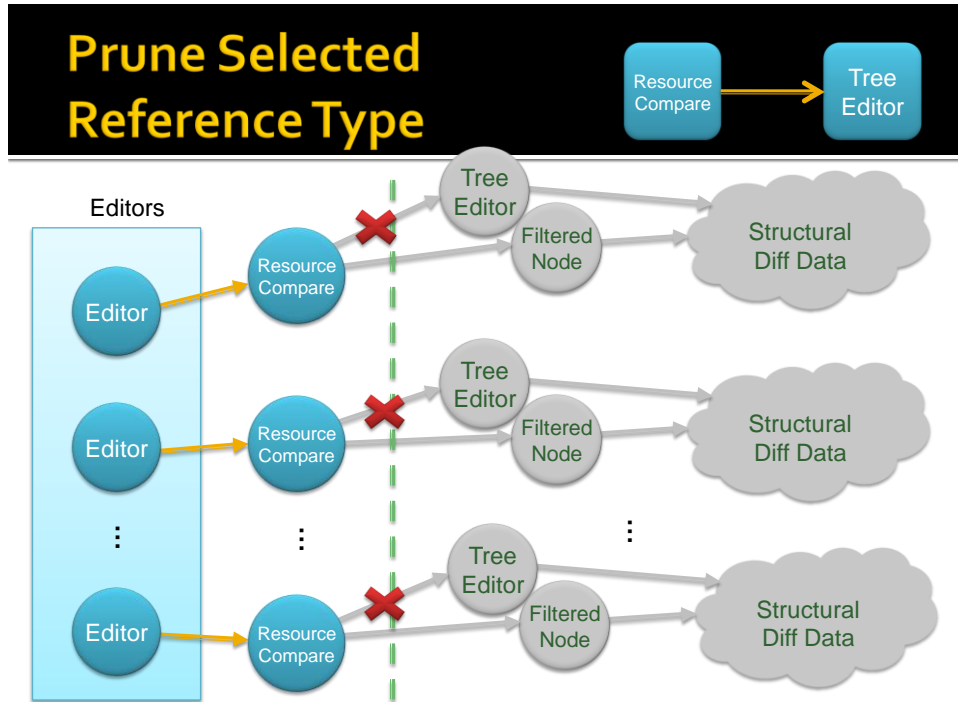 Prune Selected
Reference Type
Resource
Compare
Tree
Editor
Editors
Editor
Resource
Compare
Tree
Editor
Filtered
Node
Structural
Diff Data
Editor
Resource
Compare
Tree
Editor
Filtered
Node
Structural
Diff Data
...
...
...
Editor
Resource
Compare
Tree
Editor
Filtered
Node
Structural
Diff Data